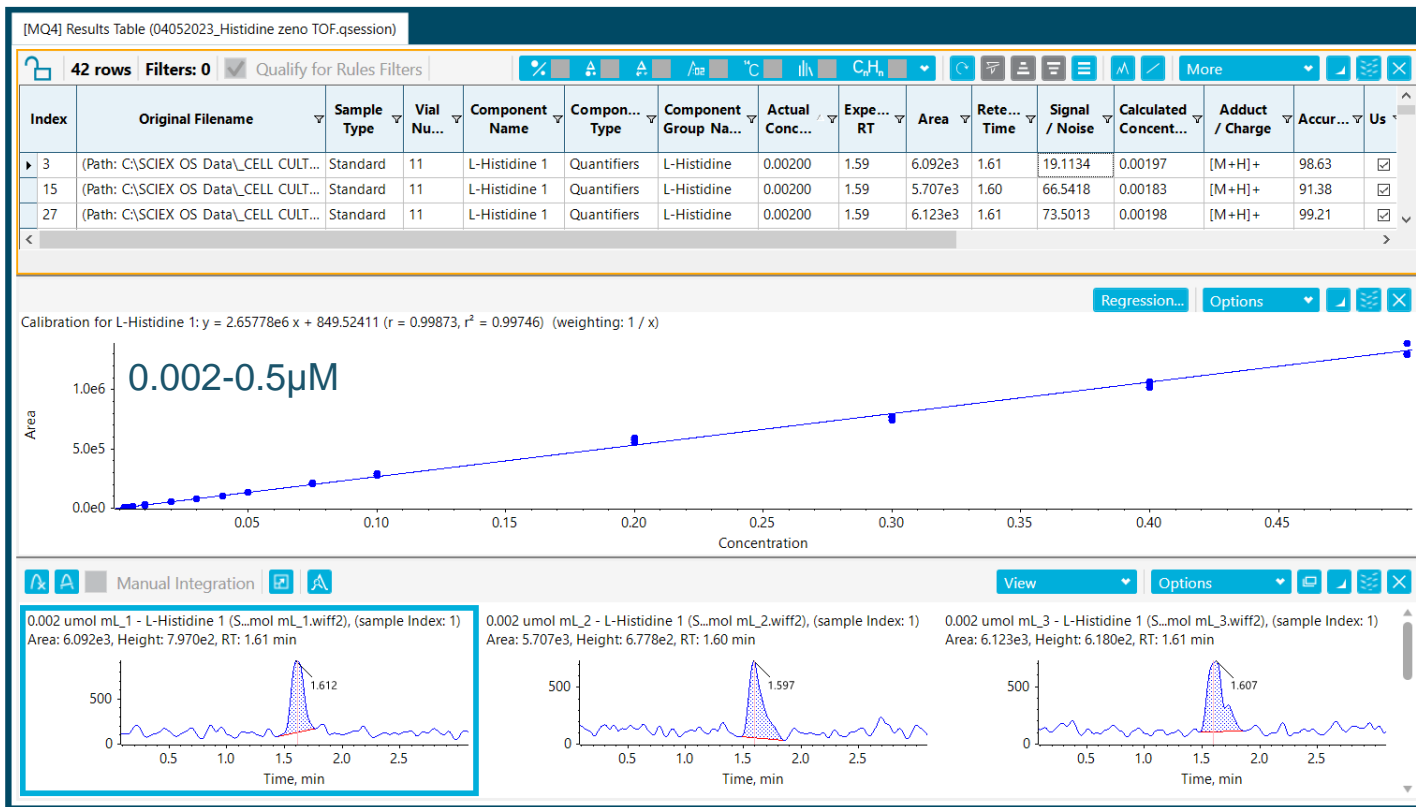 [MQ4] Results Table (04052023_Histidine zeno TOF.qsession)
42 rows Filters: 0 Qualify for Rules Filters More
Index Original Filename Sample Type Vial Nu... Component Name Compon... Type Component Group Na... Actual Conc... Expe... RT Area Rete... Time Signal / Noise Calculated Concent... Adduct / Charge Accur... Us
3 (Path: C:\SCIEX OS Data\_CELL CULT... Standard 11 L-Histidine 1 Quantifiers L-Histidine 0.00200 1.59 6.092e3 1.61 19.1134 0.00197 [M+H]+ 98.63
15 (Path: C:\SCIEX OS Data\_CELL CULT... Standard 11 L-Histidine 1 Quantifiers L-Histidine 0.00200 1.59 5.707e3 1.60 66.5418 0.00183 [M+H]+ 91.38
27 (Path: C:\SCIEX OS Data\_CELL CULT... Standard 11 L-Histidine 1 Quantifiers L-Histidine 0.00200 1.59 6.123e3 1.61 73.5013 0.00198 [M+H]+ 99.21
Regression... Options
Calibration for L-Histidine 1: y = 2.65778e6 x + 849.52411 (r = 0.99873, r² = 0.99746) (weighting: 1 / x)
0.002-0.5µM
Area
1.0e6
5.0e5
0.0e0
0.05 0.10 0.15 0.20 0.25 0.30 0.35 0.40 0.45
Concentration
Manual Integration View Options
0.002 umol mL_1 - L-Histidine 1 (S...mol mL_1.wiff2), (sample Index: 1)
Area: 6.092e3, Height: 7.970e2, RT: 1.61 min
1.612
500
0
0.5 1.0 1.5 2.0 2.5
Time, min
0.002 umol mL_2 - L-Histidine 1 (S...mol mL_2.wiff2), (sample Index: 1)
Area: 5.707e3, Height: 6.778e2, RT: 1.60 min
1.597
500
0
0.5 1.0 1.5 2.0 2.5
Time, min
0.002 umol mL_3 - L-Histidine 1 (S...mol mL_3.wiff2), (sample Index: 1)
Area: 6.123e3, Height: 6.180e2, RT: 1.61 min
1.607
500
0
0.5 1.0 1.5 2.0 2.5
Time, min